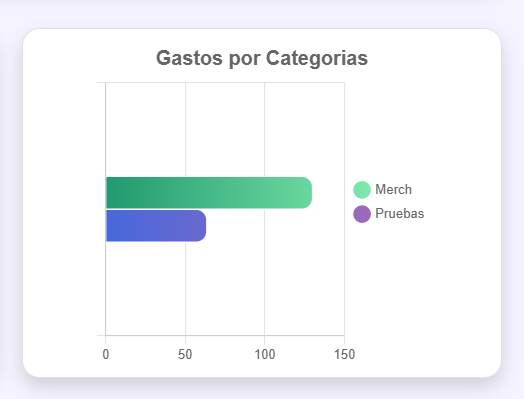 Gastos por Categorias
Merch
Pruebas
0 50 100 150